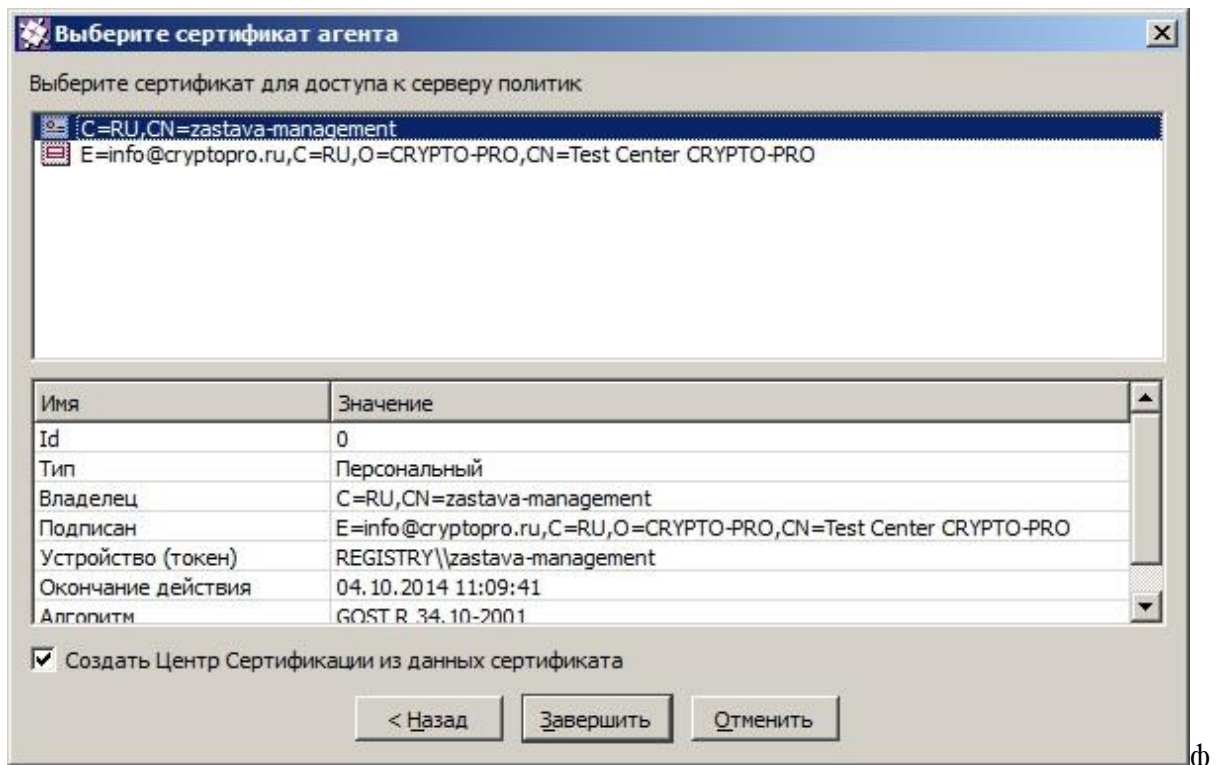 Выберите сертификат агента
Выберите сертификат для доступа к серверу политик
C=RU,CN=zastava-management
E=info@cryptopro.ru,C=RU,O=CRYPTO-PRO,CN=Test Center CRYPTO-PRO
Имя Значение
Id 0
Тип Персональный
Владелец C=RU,CN=zastava-management
Подписан E=info@cryptopro.ru,C=RU,O=CRYPTO-PRO,CN=Test Center CRYPTO-PRO
Устройство (токен) REGISTRY\\zastava-management
Окончание действия 04.10.2014 11:09:41
Алгоритм GOST R 34.10-2001
Создать Центр Сертификации из данных сертификата
< Назад Завершить Отменить
ф